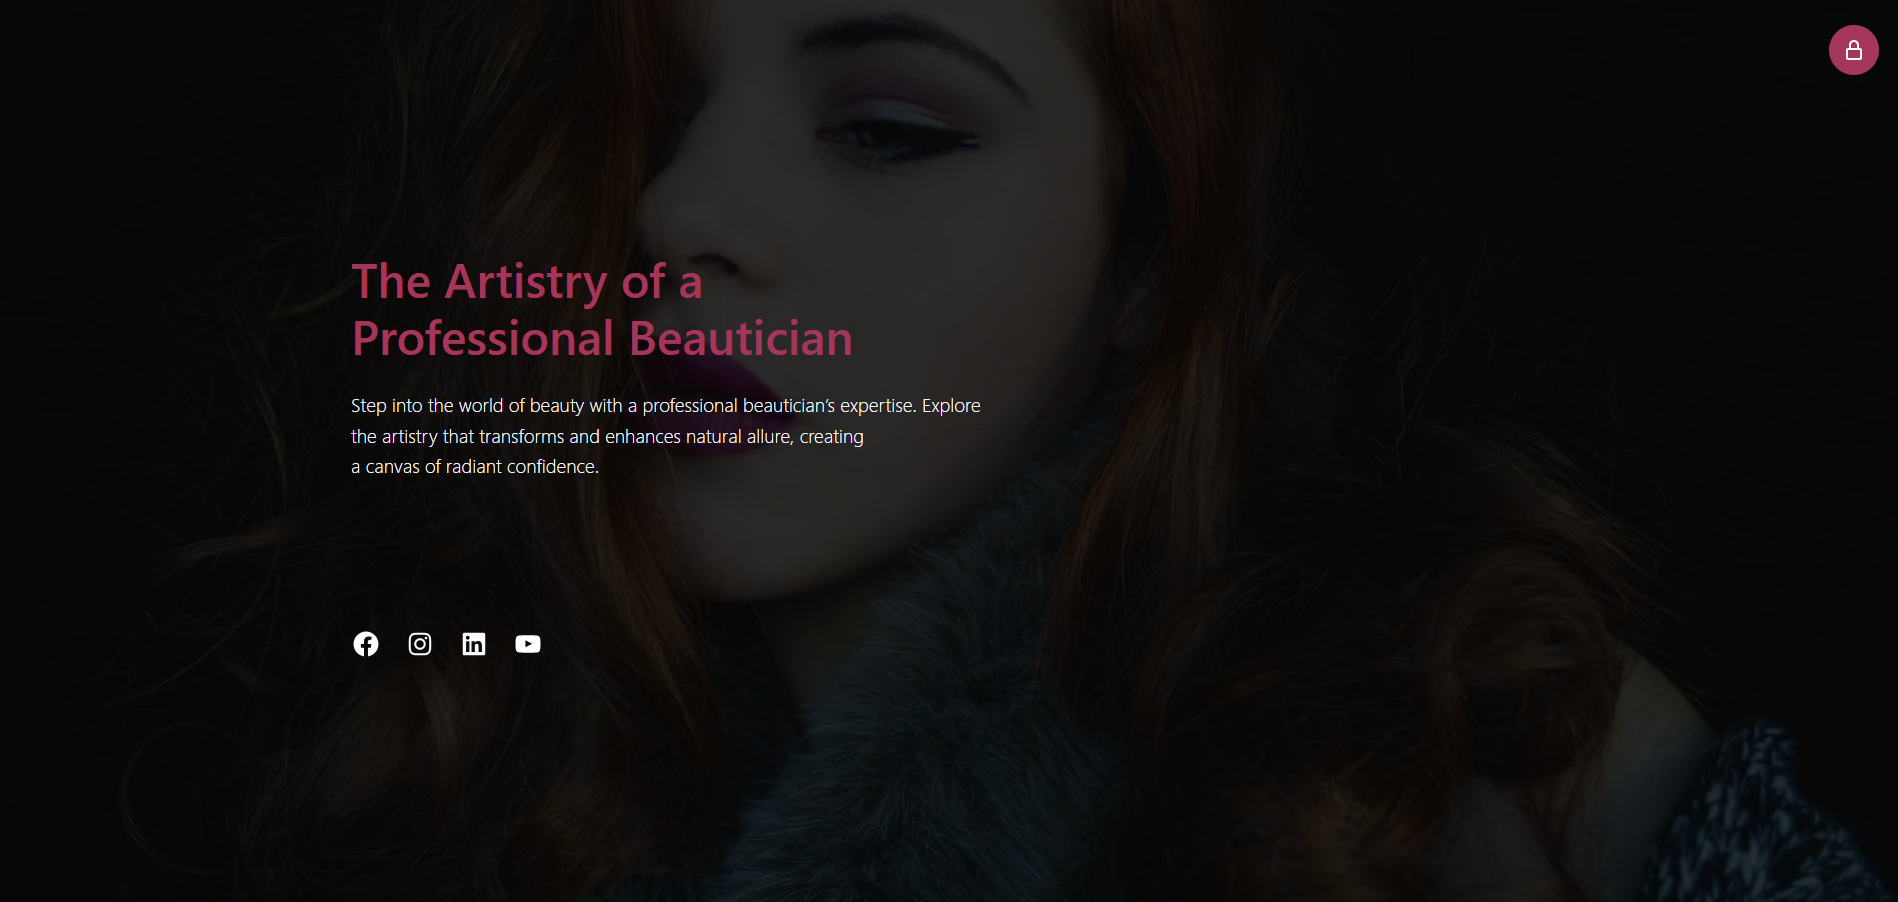 The Artistry of a
Professional Beautician
Step into the world of beauty with a professional beautician’s expertise. Explore
the artistry that transforms and enhances natural allure, creating
a canvas of radiant confidence.